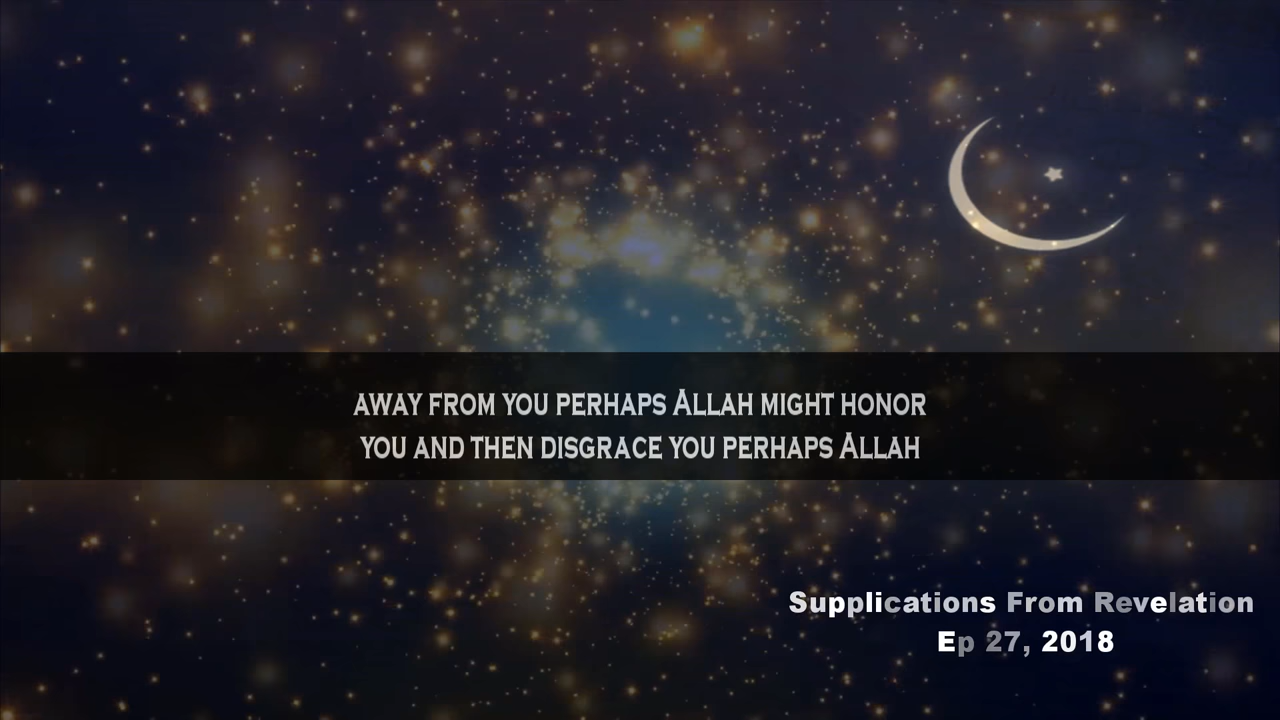 away from you perhaps Allah might honor
you and then disgrace you perhaps Allah
Supplications From Revelation
Ep 27, 2018